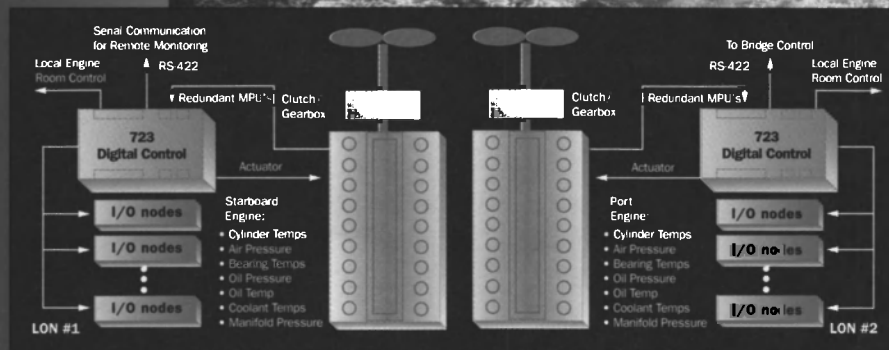 Serial Communication
for Remote Monitoring
RS-422
Local Engine
Room Control
Redundant MPU's
Clutch/
Gearbox
723
Digital Control
Actuator
I/O nodes
I/O nodes
I/O nodes
LON #1
Starboard
Engine:
• Cylinder Temps
• Air Pressure
• Bearing Temps
• Oil Pressure
• Oil Temp
• Coolant Temps
• Manifold Pressure
To Bridge Control
RS-422
Local Engine
Room Control
Clutch/
Gearbox
Redundant MPU's
723
Digital Control
Actuator
Port
Engine:
• Cylinder Temps
• Air Pressure
• Bearing Temps
• Oil Pressure
• Oil Temp
• Coolant Temps
• Manifold Pressure
I/O nodes
I/O nodes
I/O nodes
LON #2